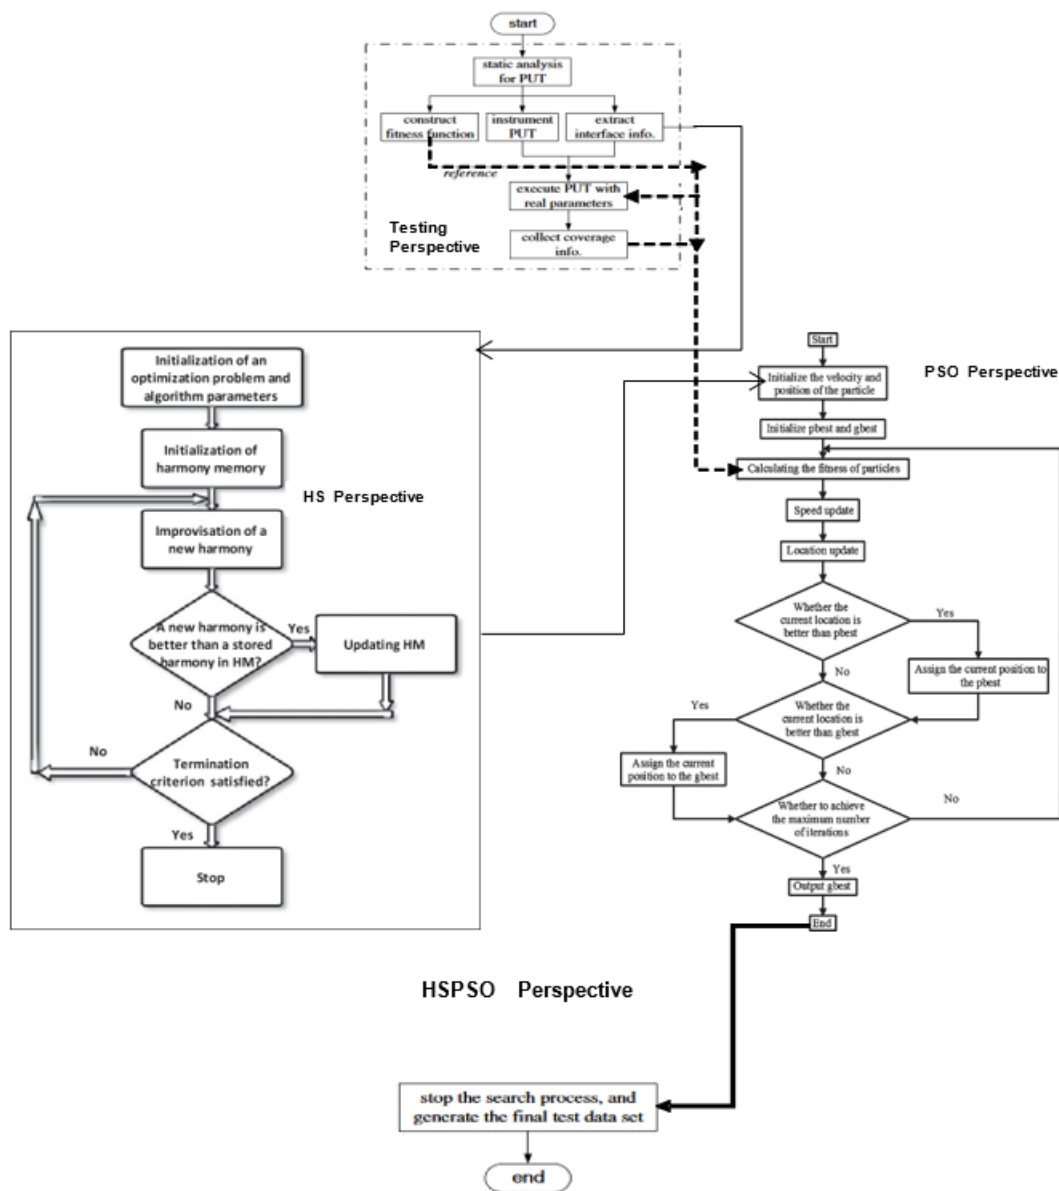 start
static analysis
for PUT
construct
fitness function
instrument
PUT
extract
interface info.
reference
execute PUT with
real parameters
Testing
Perspective
collect coverage
info.
Initialization of an
optimization problem and
algorithm parameters
Initialization of
harmony memory
HS Perspective
Improvisation of a
new harmony
A new harmony is
better than a stored
harmony in HM?
Yes
Updating HM
No
No
Termination
criterion satisfied?
Yes
Stop
Start
PSO Perspective
Initialize the velocity and
position of the particle
Initialize pbest and gbest
Calculating the fitness of particles
Speed update
Location update
Whether the
current location is
better than pbest
Yes
Assign the current position to
the pbest
No
Whether the
current location is
better than gbest
Yes
Assign the current
position to the gbest
No
Whether to achieve
the maximum number
of iterations
No
Yes
Output gbest
End
HSPSO Perspective
stop the search process, and
generate the final test data set
end